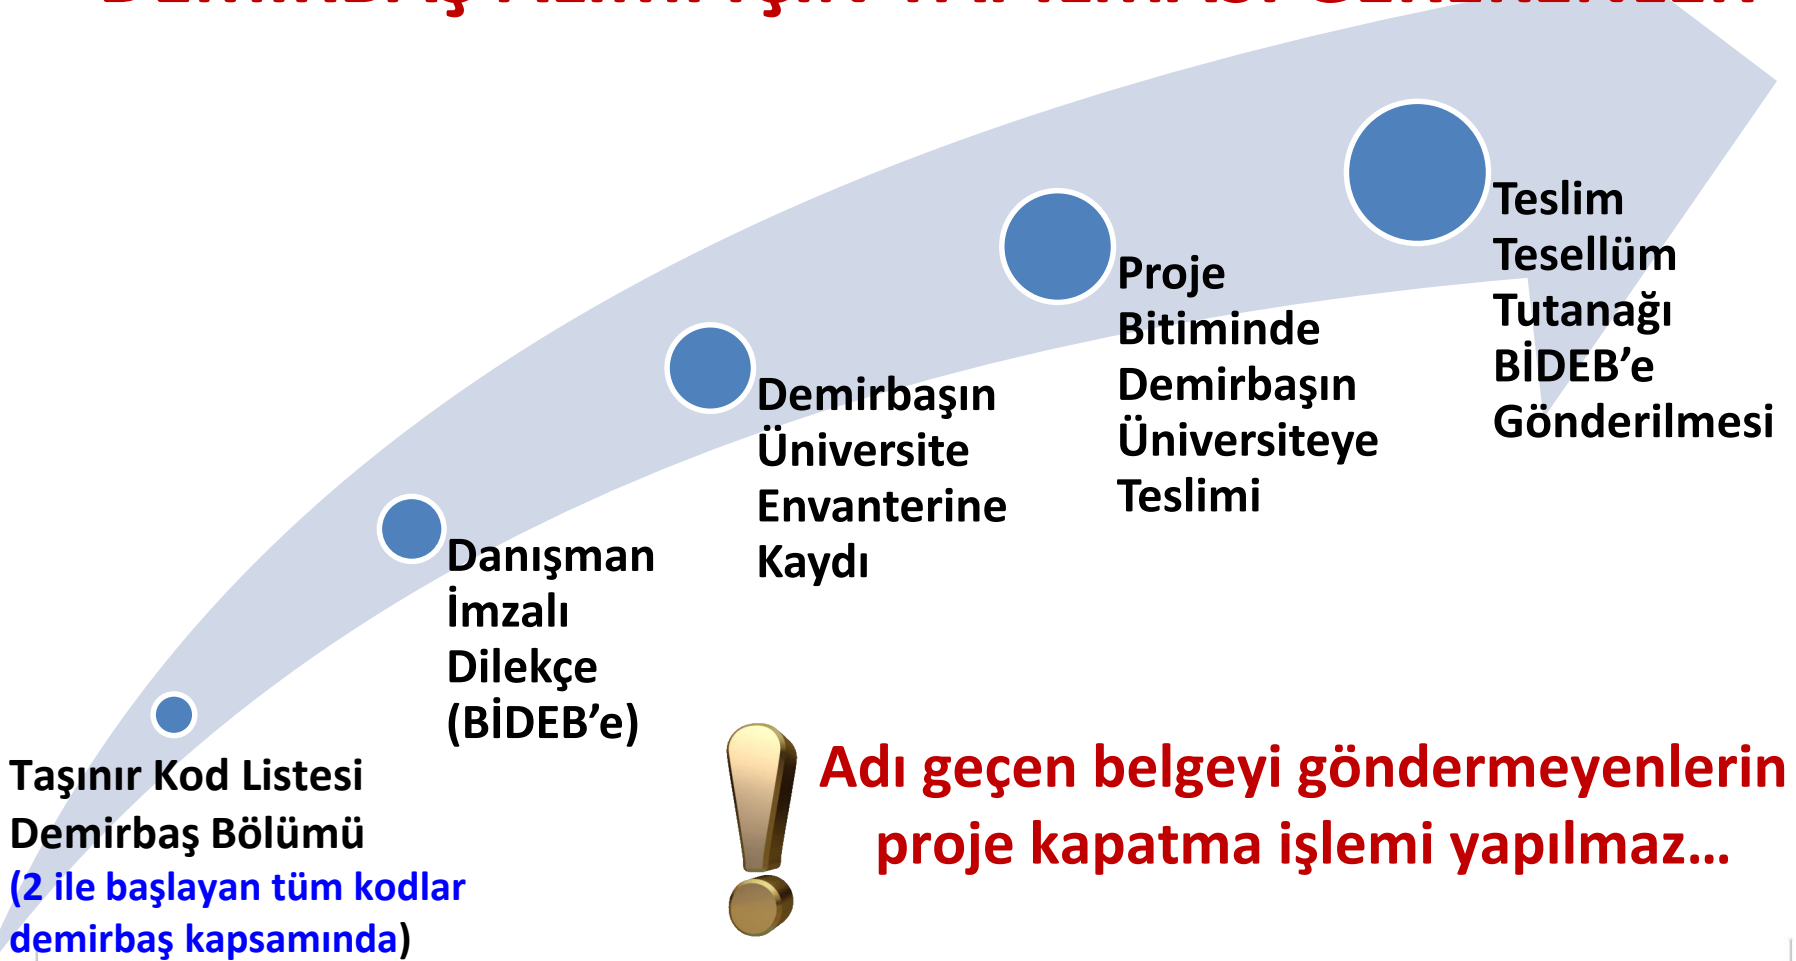 Taşınır Kod Listesi
Demirbaş Bölümü
(2 ile başlayan tüm kodlar
demirbaş kapsamında)
Danışman
İmzalı
Dilekçe
(BİDEB’e)
Demirbaşın
Üniversite
Envanterine
Kaydı
Proje
Bitiminde
Demirbaşın
Üniversiteye
Teslimi
Teslim
Tesellüm
Tutanağı
BİDEB’e
Gönderilmesi
Adı geçen belgeyi göndermeyenlerin
proje kapatma işlemi yapılmaz...